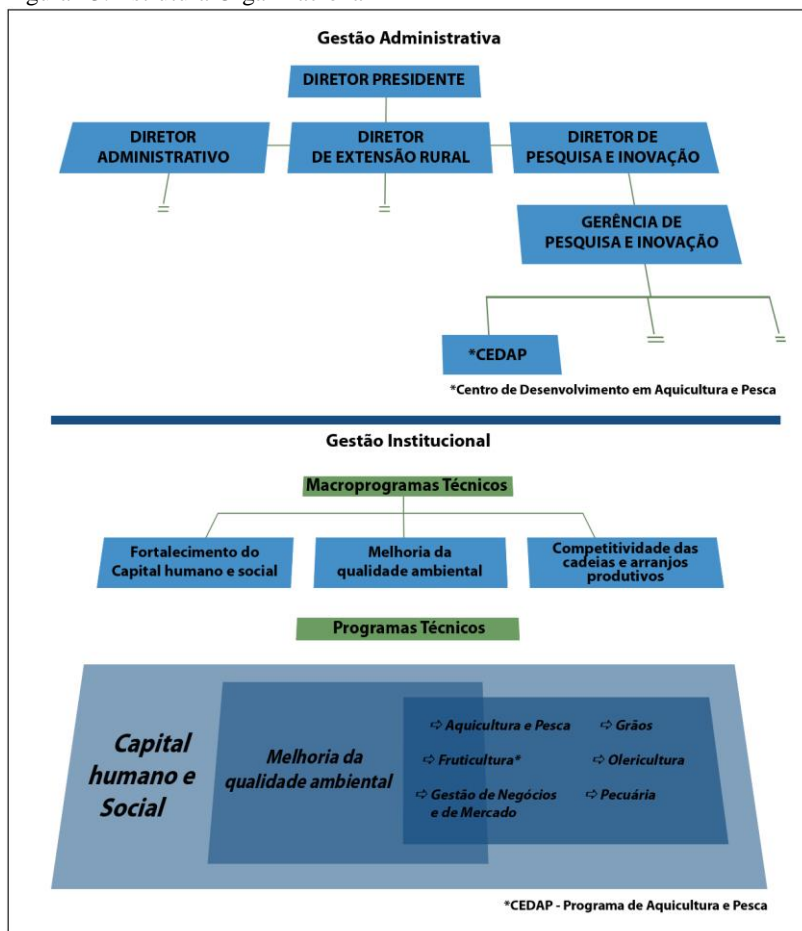 Gestão Administrativa
DIRETOR PRESIDENTE
DIRETOR
ADMINISTRATIVO
DIRETOR
DE EXTENSÃO RURAL
DIRETOR DE
PESQUISA E INOVAÇÃO
GERÊNCIA DE
PESQUISA E INOVAÇÃO
*CEDAP
*Centro de Desenvolvimento em Aquicultura e Pesca
Gestão Institucional
Macroprogramas Técnicos
Fortalecimento do
Capital humano e social
Melhoria da
qualidade ambiental
Competitividade das
cadeias e arranjos
produtivos
Programas Técnicos
Capital
humano e
Social
Melhoria da
qualidade ambiental
⇨ Aquicultura e Pesca
⇨ Fruticultura*
⇨ Gestão de Negócios
e de Mercado
⇨ Grãos
⇨ Olericultura
⇨ Pecuária
*CEDAP - Programa de Aquicultura e Pesca